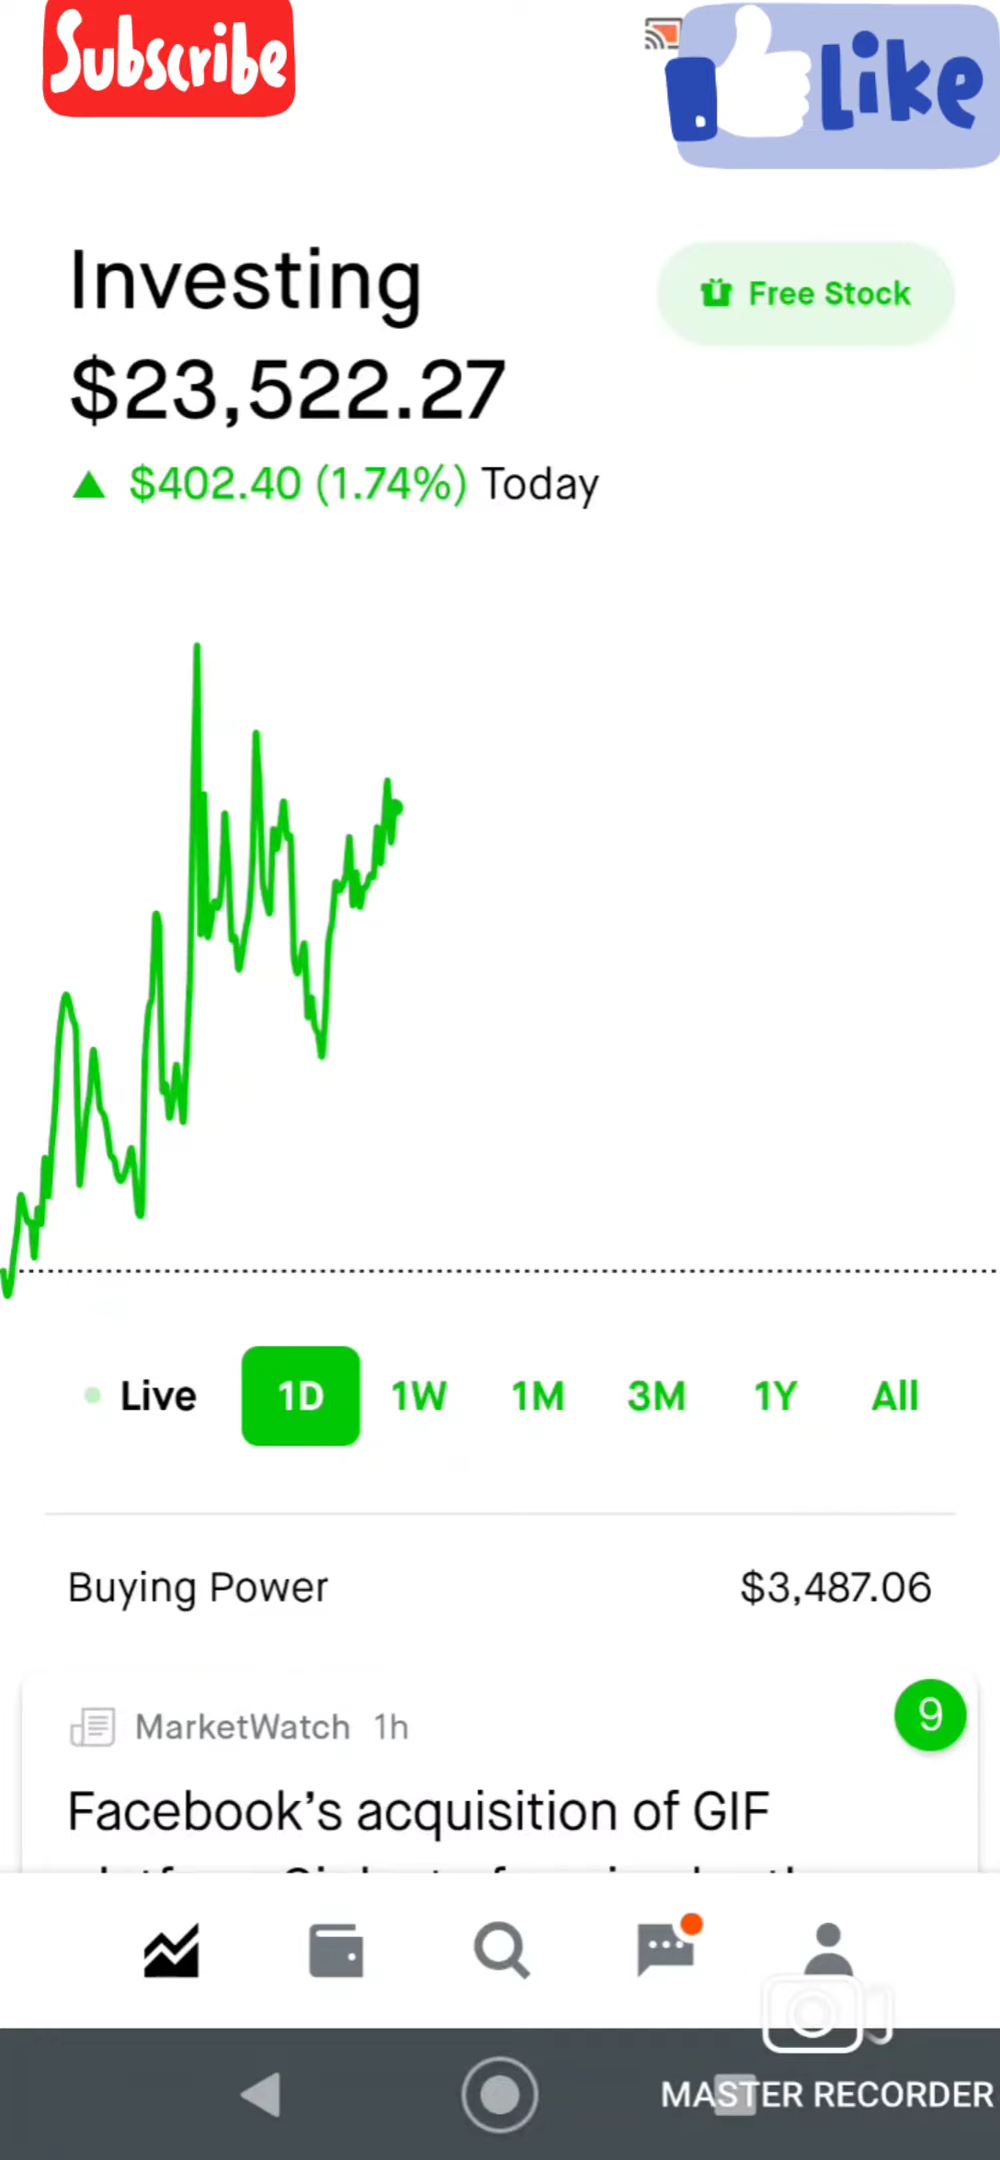 Subscribe
Like
Investing
Free Stock
$23,522.27
▲ $402.40 (1.74%) Today
Live 1D 1W 1M 3M 1Y All
Buying Power $3,487.06
MarketWatch 1h
9
Facebook’s acquisition of GIF
MASTER RECORDER